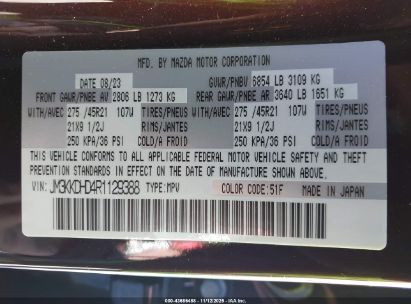 MFD. BY MAZDA MOTOR CORPORATION
DATE 08/23 GVWR/PNBV 6854 LB 3109 KG
FRONT GAWR/PNBE AV 2806 LB 1273 KG REAR GAWR/PNBE AR 3640 LB 1651 KG
WITH/AVEC 275 /45R21 107W TIRES/PNEUS WITH/AVEC 275 /45R21 107W TIRES/PNEUS
21X9 1/2J RIMS/JANTES 21X9 1/2J RIMS/JANTES
250 KPA/36 PSI COLD/A FROID 250 KPA/36 PSI COLD/A FROID
THIS VEHICLE CONFORMS TO ALL APPLICABLE FEDERAL MOTOR VEHICLE SAFETY AND THEFT
PREVENTION STANDARDS IN EFFECT ON THE DATE OF MANUFACTURE SHOWN ABOVE.
VIN: JM3KKDHD4R1129388 TYPE: MPV COLOR CODE: 51F MADE IN JAPAN